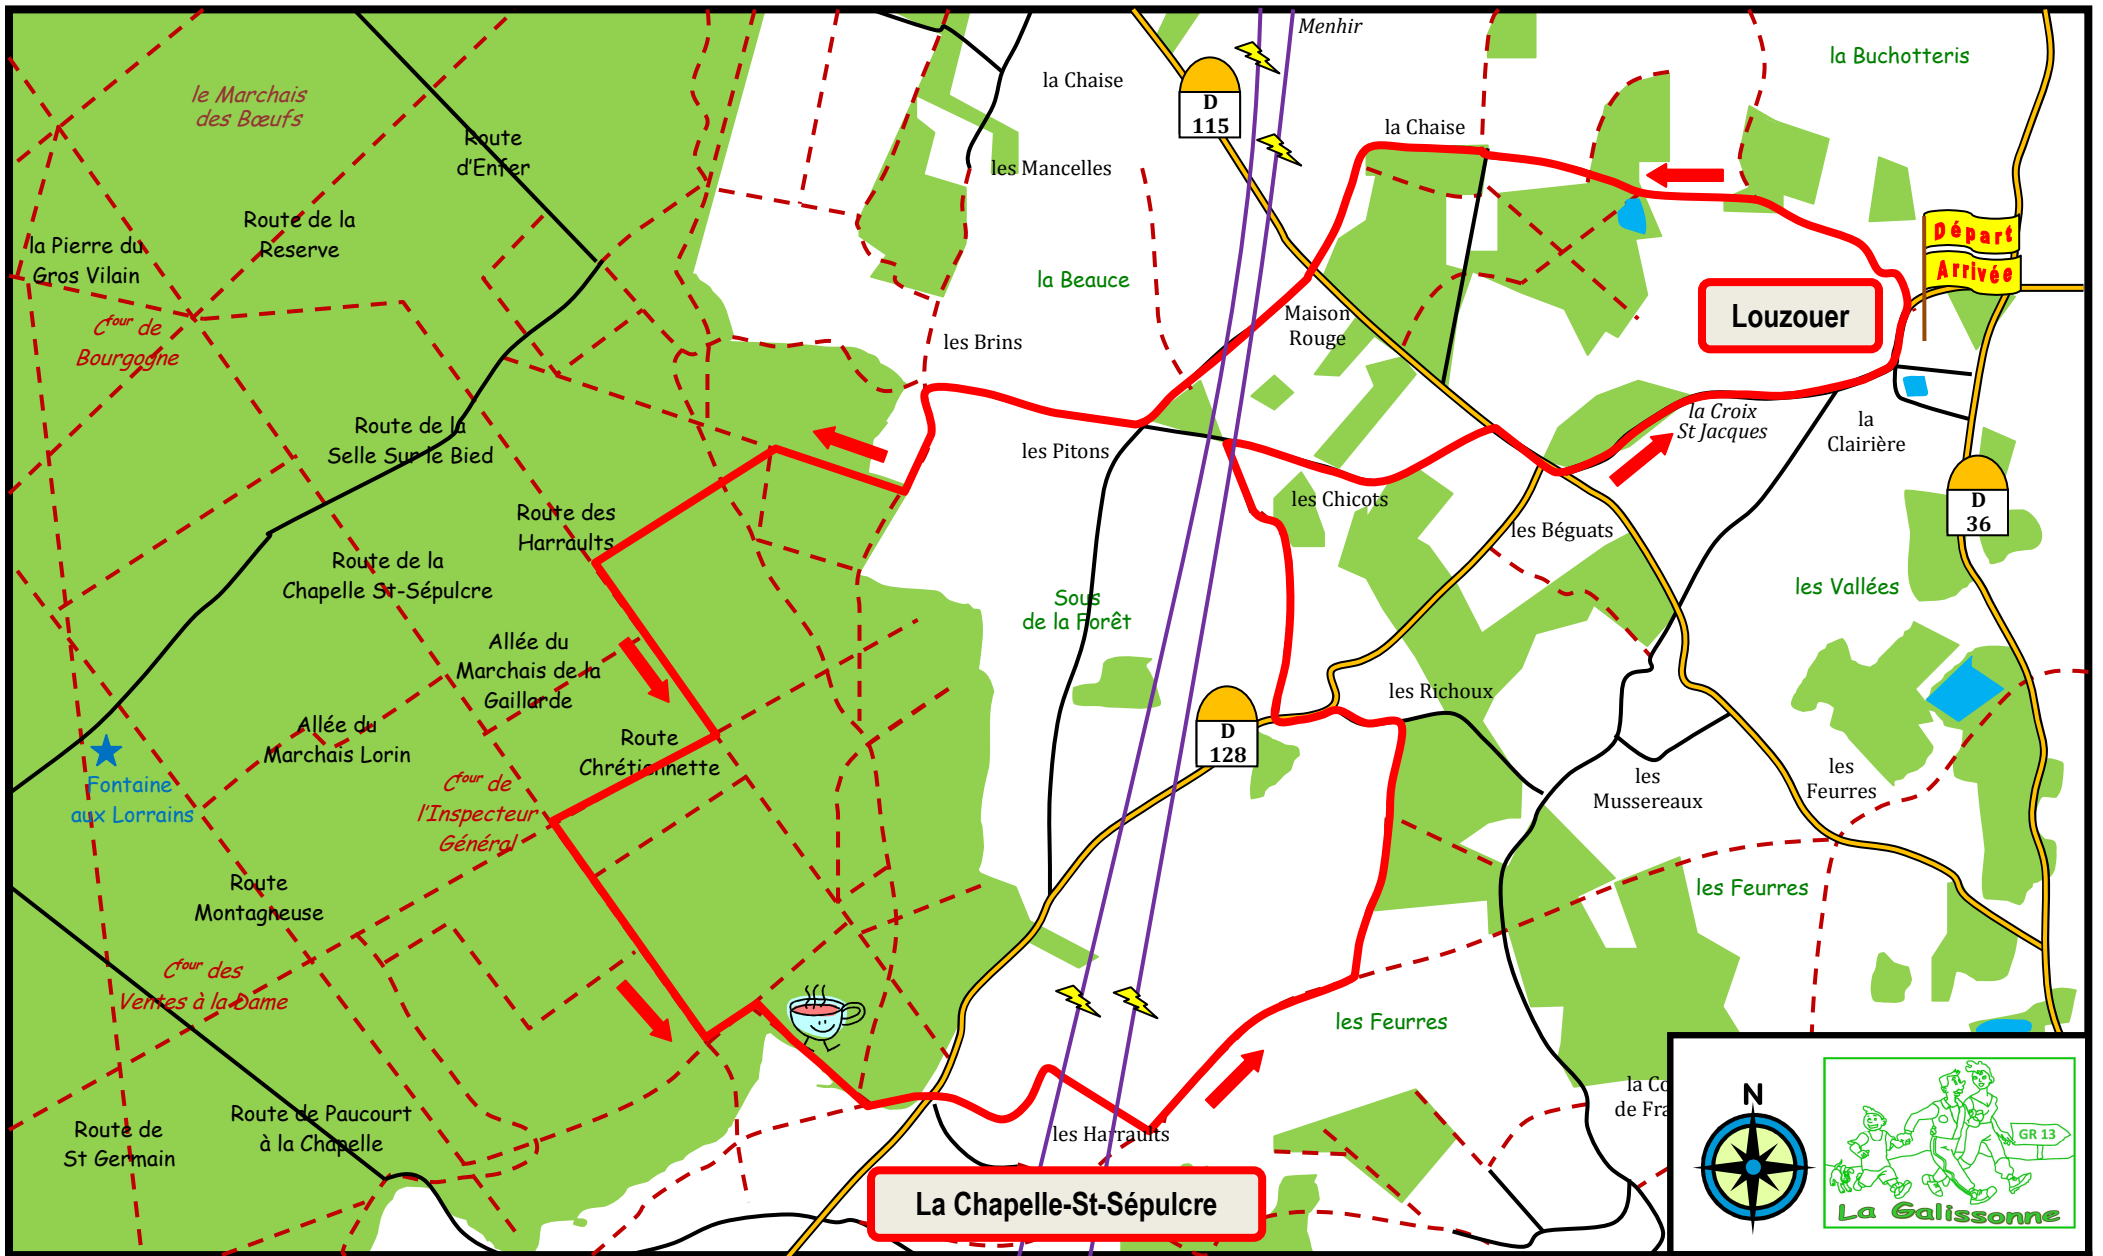 Menhir
la Buchotteris
le Marchais
des Bœufs
la Chaise
D
115
la Chaise
Route
d'Enfer
les Mancelles
Route de la
Reserve
la Pierre du
Gros Vilain
Départ
Arrivée
la Beauce
Cfour de
Bourgogne
Maison
Rouge
Louzouer
les Brins
la Croix
St Jacques
la
Clairière
Route de la
Selle Sur le Bied
les Pitons
les Chicots
D
36
Route des
Harraults
les Béguats
Route de la
Chapelle St-Sépulcre
Sous
de la Forêt
les Vallées
Allée du
Marchais de la
Gaillarde
les Richoux
Allée du
Marchais Lorin
Route
Chrétiennette
D
128
Fontaine
aux Lorrains
Cfour de
l'Inspecteur
Général
les
Mussereaux
les
Feurres
Route
Montagneuse
les Feurres
Cfour des
Ventes à la Dame
les Feurres
la Co
de Fra
N
Route de
St Germain
Route de Paucourt
à la Chapelle
les Harraults
GR 13
La Chapelle-St-Sépulcre
La Galissonne